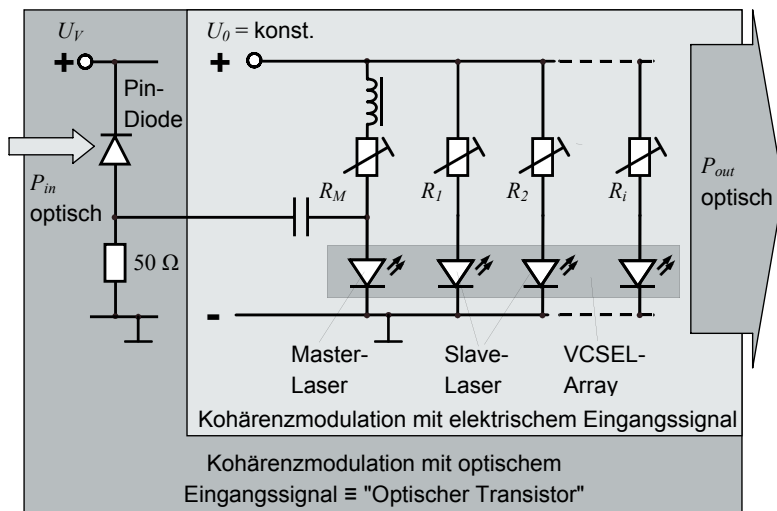 U_V
U_0 = konst.
+
+
Pin-
Diode
P_in
optisch
R_M
R_1
R_2
R_i
P_out
optisch
50 Ω
-
Master-
Laser
Slave-
Laser
VCSEL-
Array
Kohärenzmodulation mit elektrischem Eingangssignal
Kohärenzmodulation mit optischem
Eingangssignal ≡ "Optischer Transistor"